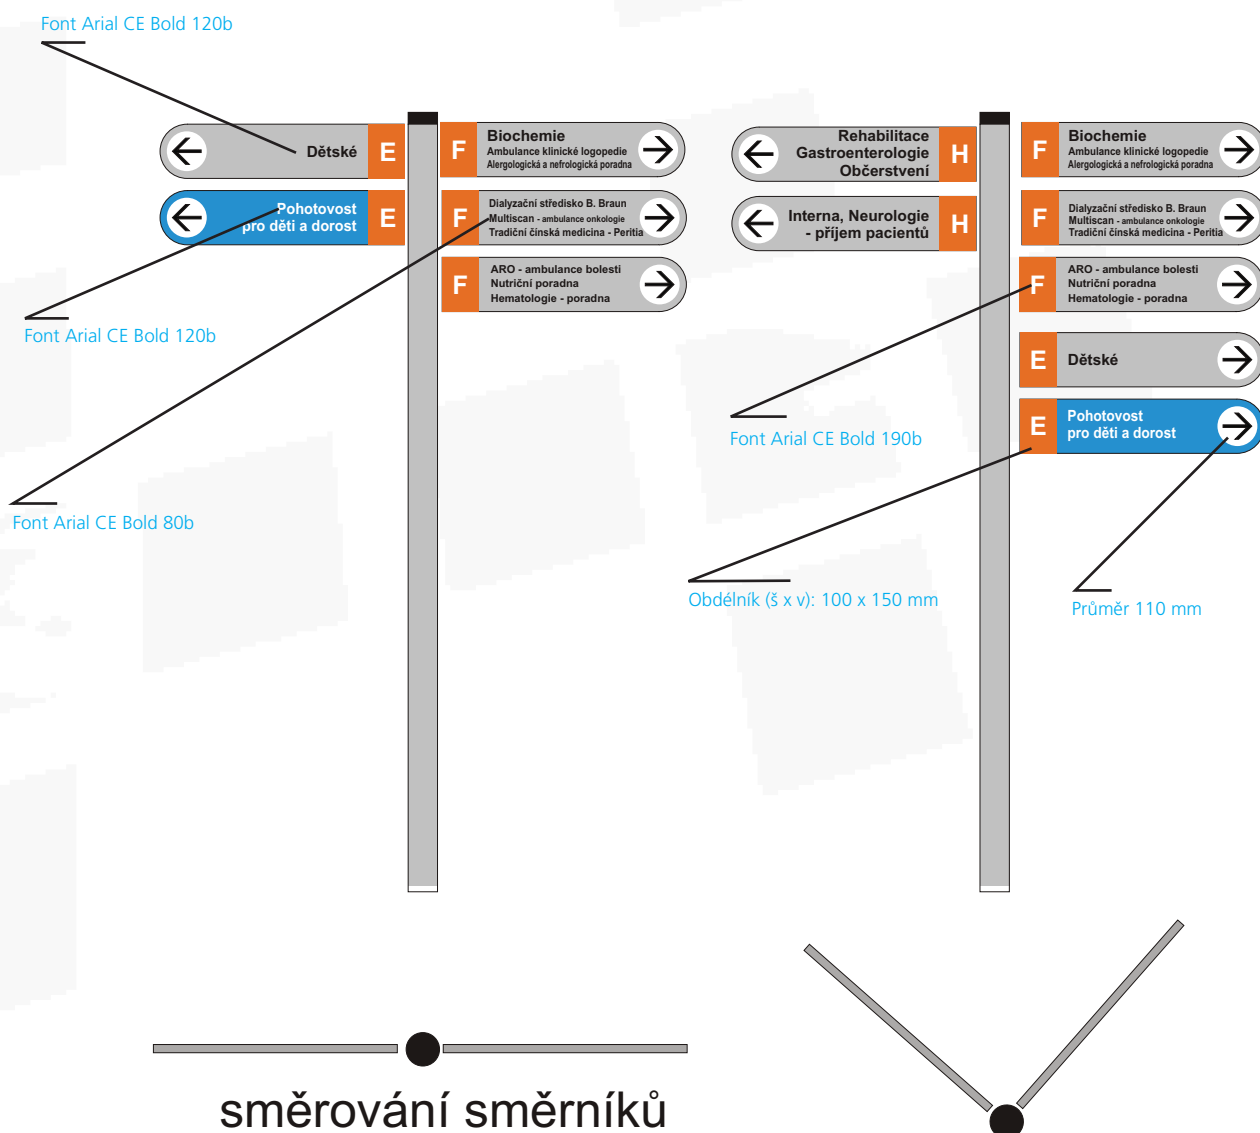 Font Arial CE Bold 120b
Dětské
E
Pohotovost
pro děti a dorost
E
F
Biochemie
Ambulance klinické logopedie
Alergologická a nefrologická poradna
F
Dialyzační středisko B. Braun
Multiscan - ambulance onkologie
Tradiční čínská medicina - Peritia
F
ARO - ambulance bolesti
Nutriční poradna
Hematologie - poradna
Font Arial CE Bold 120b
Font Arial CE Bold 80b
Rehabilitace
Gastroenterologie
Občerstvení
H
Interna, Neurologie
- příjem pacientů
H
F
Biochemie
Ambulance klinické logopedie
Alergologická a nefrologická poradna
F
Dialyzační středisko B. Braun
Multiscan - ambulance onkologie
Tradiční čínská medicina - Peritia
F
ARO - ambulance bolesti
Nutriční poradna
Hematologie - poradna
E
Dětské
E
Pohotovost
pro děti a dorost
Font Arial CE Bold 190b
Obdélník (š x v): 100 x 150 mm
Průměr 110 mm
směrování směrníků